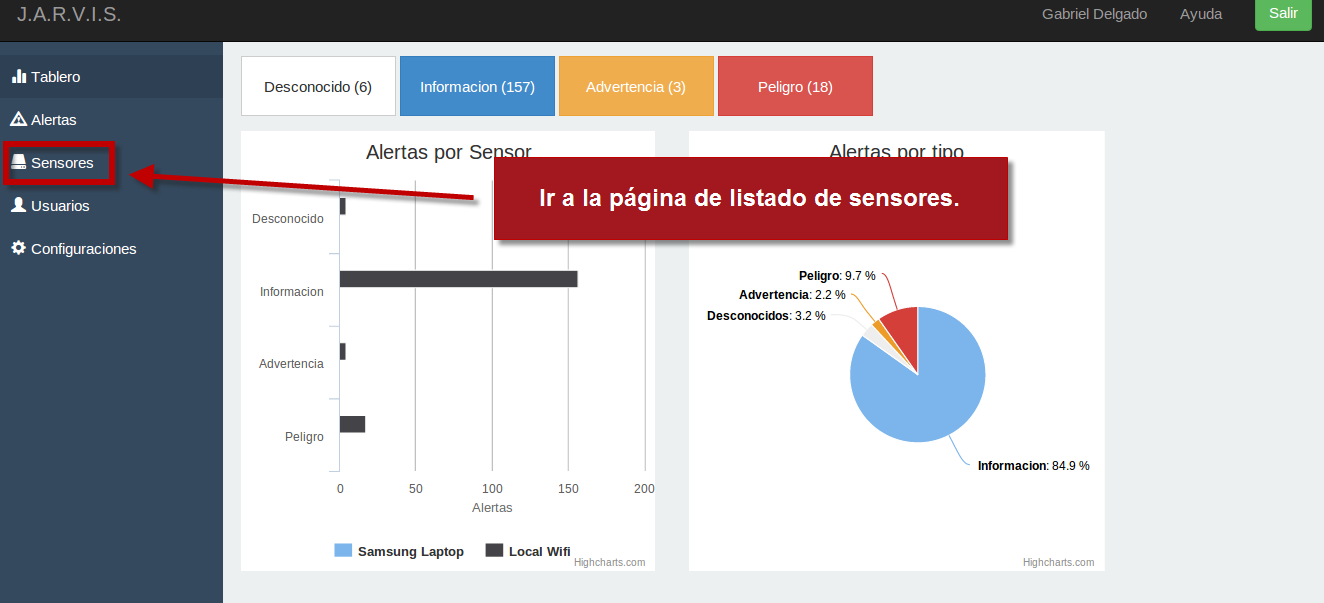 J.A.R.V.I.S.
Gabriel Delgado
Ayuda
Salir
Tablero
Alertas
Sensores
Usuarios
Configuraciones
Desconocido (6)
Informacion (157)
Advertencia (3)
Peligro (18)
Alertas por Sensor
Alertas por tipo
Ir a la página de listado de sensores.
Desconocido
Informacion
Advertencia
Peligro
0
50
100
150
200
Alertas
Samsung Laptop
Local Wifi
Highcharts.com
Peligro: 9.7 %
Advertencia: 2.2 %
Desconocidos: 3.2 %
Informacion: 84.9 %
Highcharts.com